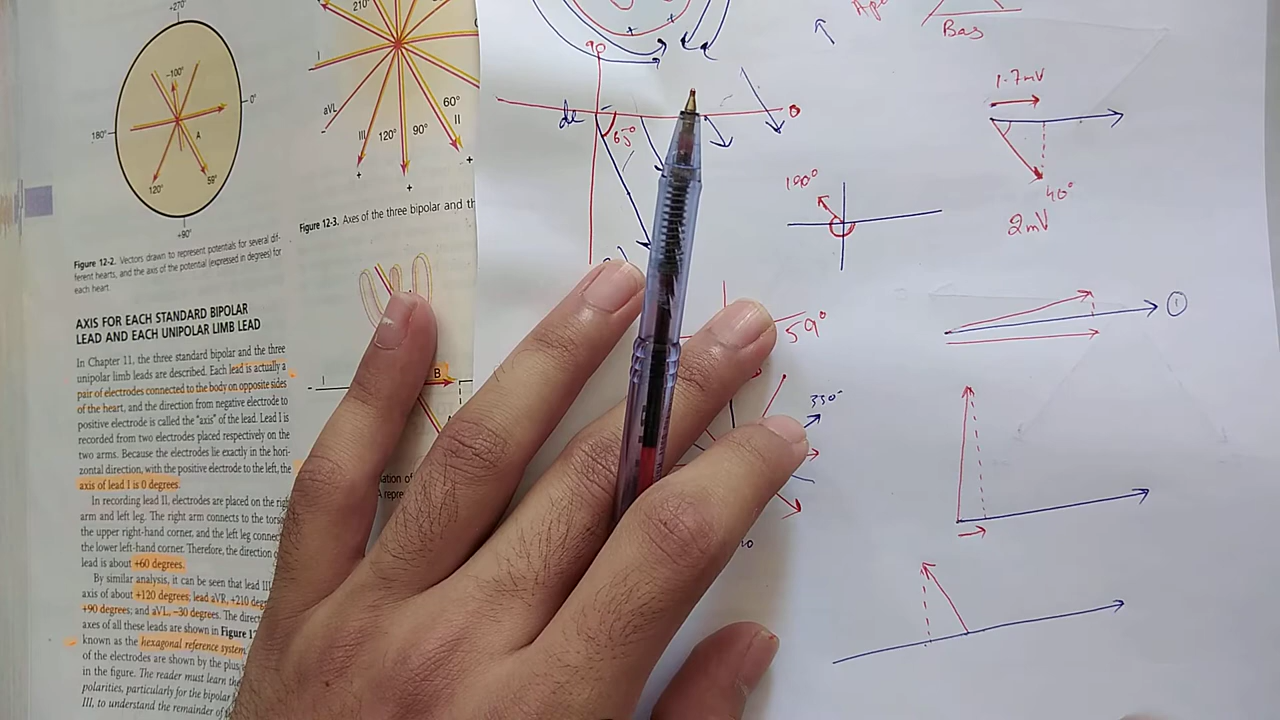 +270°
-100°
0°
180°
A
120°
59°
+90°
Figure 12-2. Vectors drawn to represent potentials for several dif-
ferent hearts, and the axis of the potential (expressed in degrees) for
each heart.
AXIS FOR EACH STANDARD BIPOLAR
LEAD AND EACH UNIPOLAR LIMB LEAD
In Chapter 11, the three standard bipolar and the three
unipolar limb leads are described. Each lead is actually a
pair of electrodes connected to the body on opposite sides
of the heart, and the direction from negative electrode to
positive electrode is called the "axis" of the lead. Lead I is
recorded from two electrodes placed respectively on the
two arms. Because the electrodes lie exactly in the hori-
zontal direction, with the positive electrode to the left, the
axis of lead I is 0 degrees.
In recording lead II, electrodes are placed on the
arm and left leg. The right arm connects to the
the upper right-hand corner, and the left leg
the lower left-hand corner. Therefore, the direction
lead is about +60 degrees.
By similar analysis, it can be seen that lead
axis of about +120 degrees; lead aVR, +210
+90 degrees; and aVL, −30 degrees. The
axes of all these leads are shown in Figure
known as the hexagonal reference system.
of the electrodes are shown by the
in the figure. The reader must learn
polarities, particularly for the bipolar
III, to understand the remainder of
210°
I
aVL
III
120°
90°
60°
II
+
+
+
Figure 12-3. Axes of the three bipolar and
I
B
90
0
65°
59°
330°
190°
Bas
1.7mV
40°
2mV
1